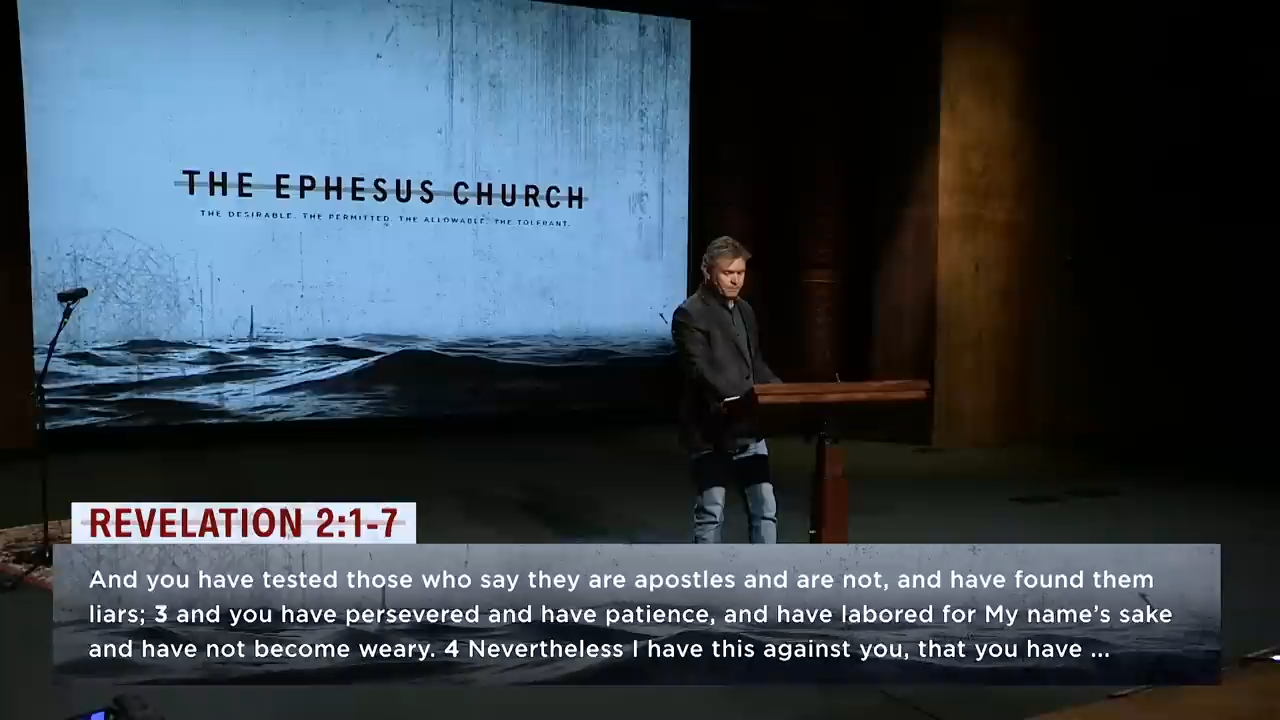 THE EPHESUS CHURCH
THE DESIRABLE. THE PERMITTED. THE ALLOWABLE. THE TOLERANT.
REVELATION 2:1-7
And you have tested those who say they are apostles and are not, and have found them
liars; 3 and you have persevered and have patience, and have labored for My name’s sake
and have not become weary. 4 Nevertheless I have this against you, that you have ...